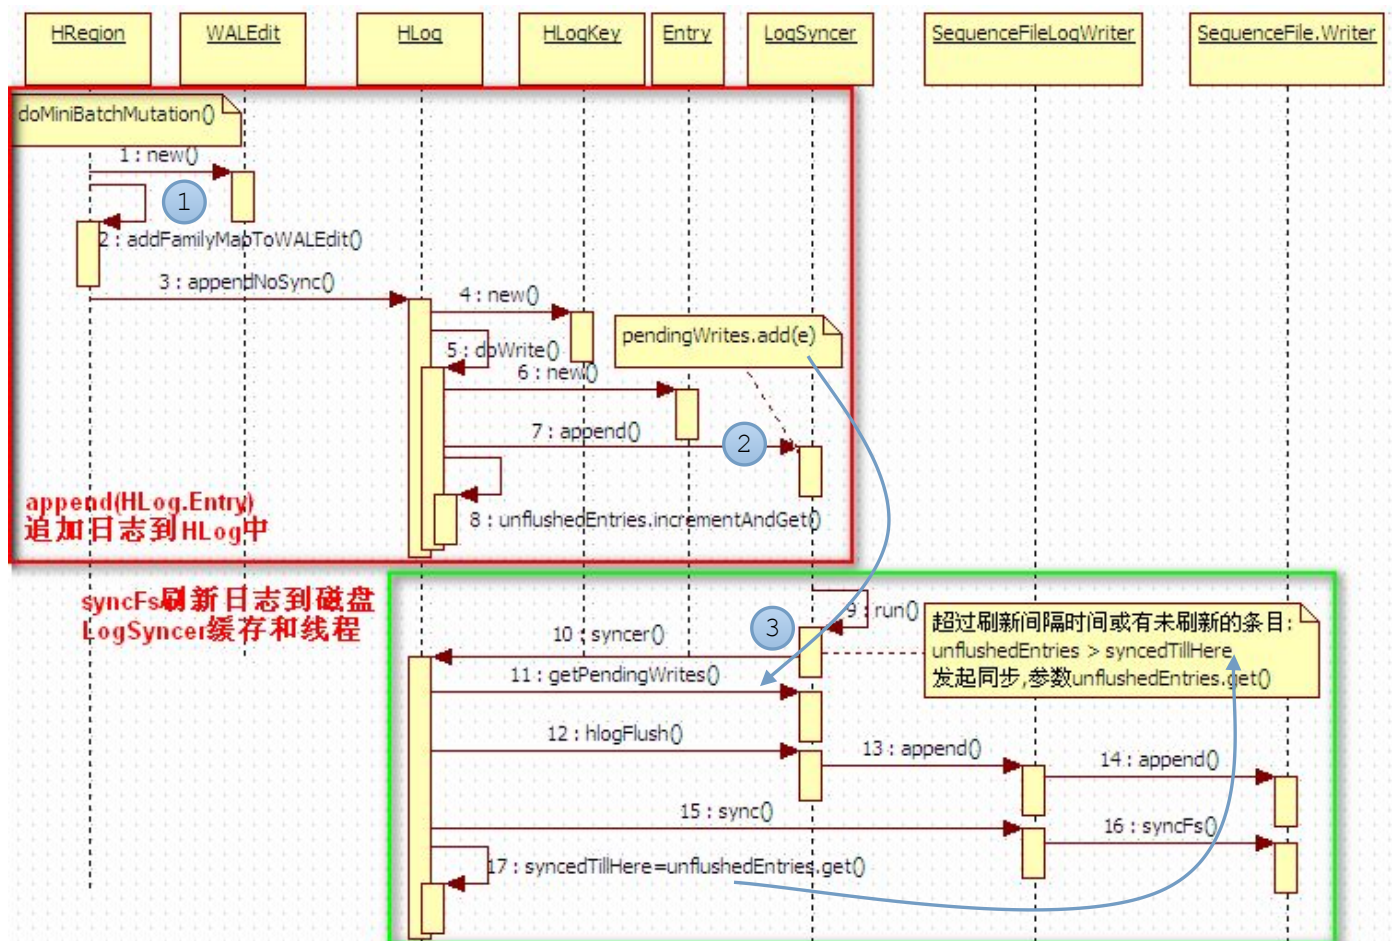 HRegion
WALEdit
HLog
HLogKey
Entry
LogSyncer
SequenceFileLogWriter
SequenceFile.Writer
doMiniBatchMutation()
1 : new()
1
2 : addFamilyMapToWALEdit()
3 : appendNoSync()
4 : new()
pendingWrites.add(e)
5 : doWrite()
6 : new()
7 : append()
2
append(HLog.Entry)
追加日志到HLog中
8 : unflushedEntries.incrementAndGet()
syncFs刷新日志到磁盘
LogSyncer缓存和线程
9 : run()
3
10 : syncer()
超过刷新间隔时间或有未刷新的条目:
unflushedEntries > syncedTillHere
发起同步,参数unflushedEntries.get()
11 : getPendingWrites()
12 : hlogFlush()
13 : append()
14 : append()
15 : sync()
16 : syncFs()
17 : syncedTillHere=unflushedEntries.get()